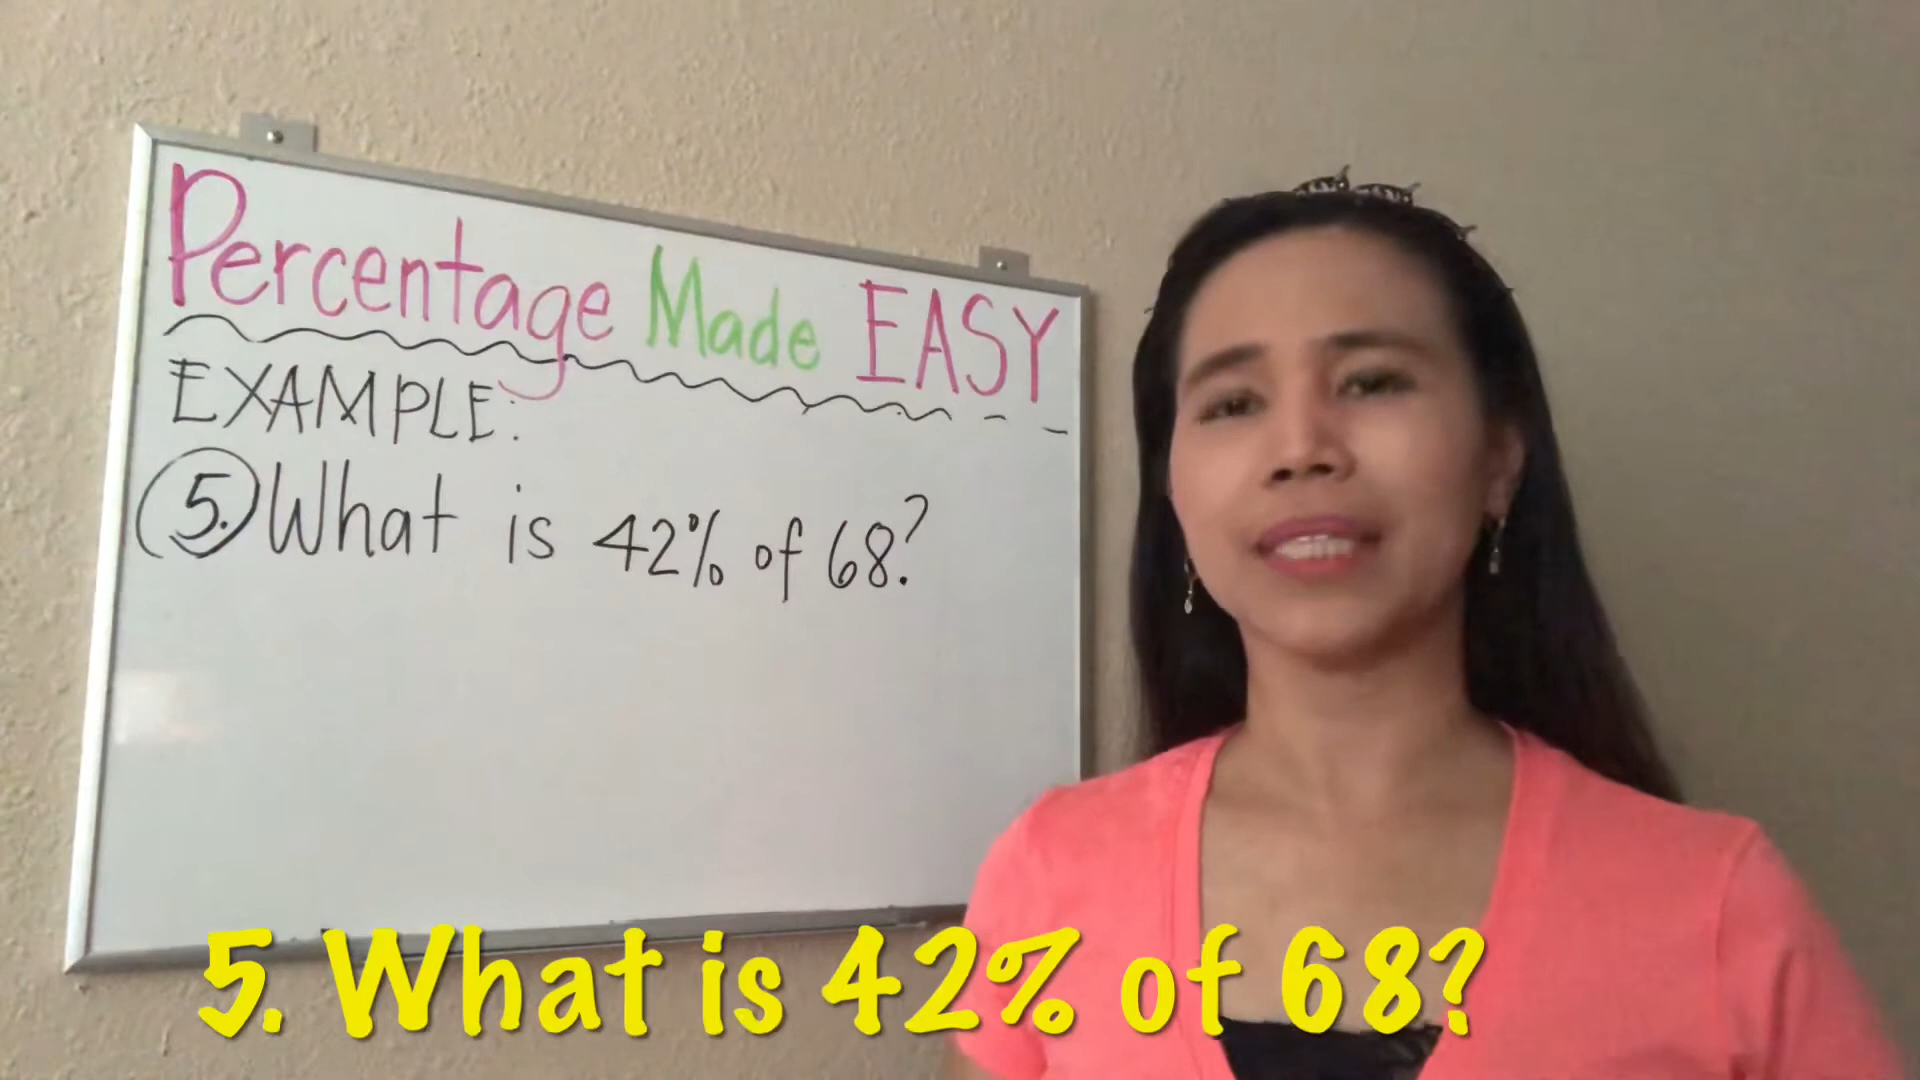 Percentage Made EASY
EXAMPLE:
5. What is 42% of 68?
5. What is 42% of 68?